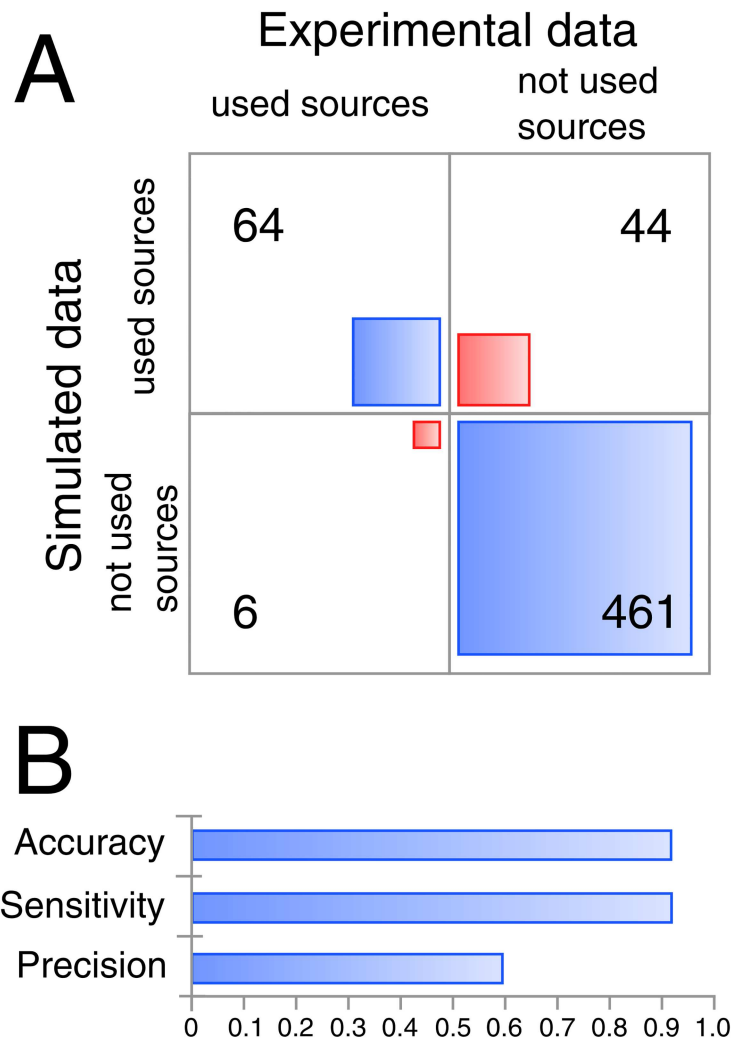 A
Experimental data
used sources
not used
sources
Simulated data
used sources
not used
sources
64
44
6
461
B
Accuracy
Sensitivity
Precision
0 0.1 0.2 0.3 0.4 0.5 0.6 0.7 0.8 0.9 1.0